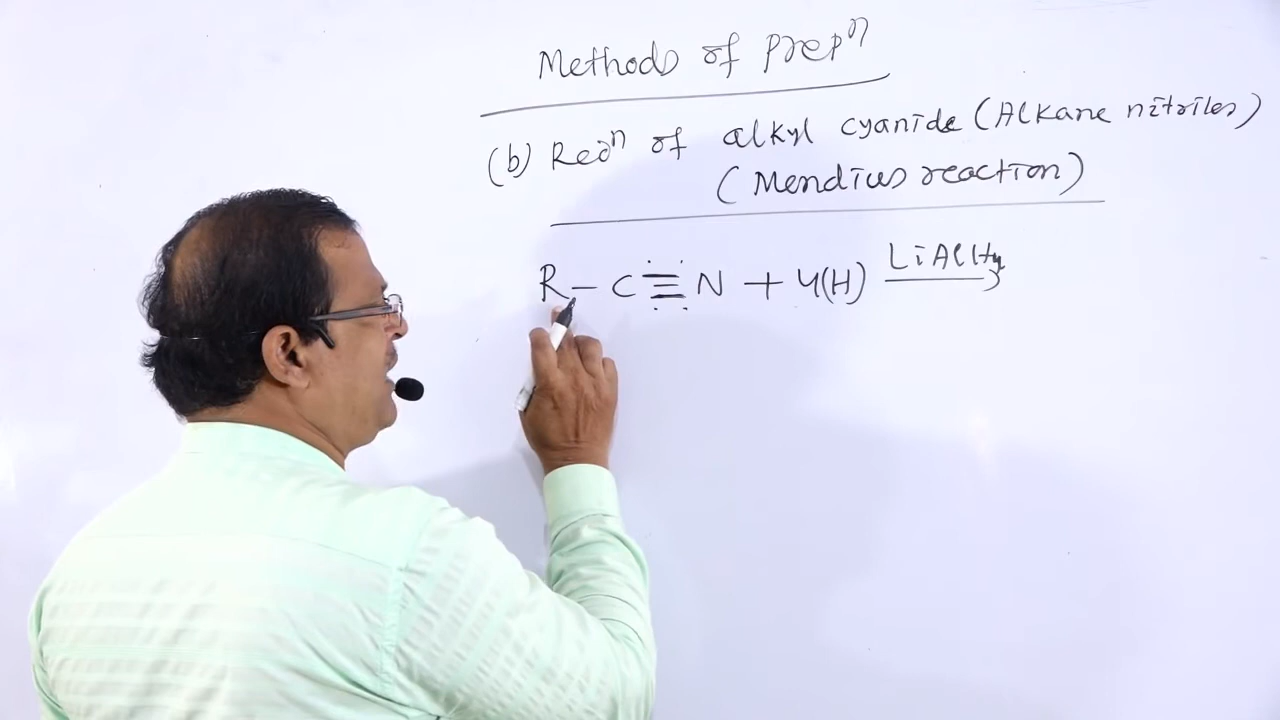 Methods of Prepⁿ
(b) Redⁿ of alkyl cyanide (Alkane nitriles)
(Mendius reaction)
R – C ≡ N + 4(H) LiAlH4 →